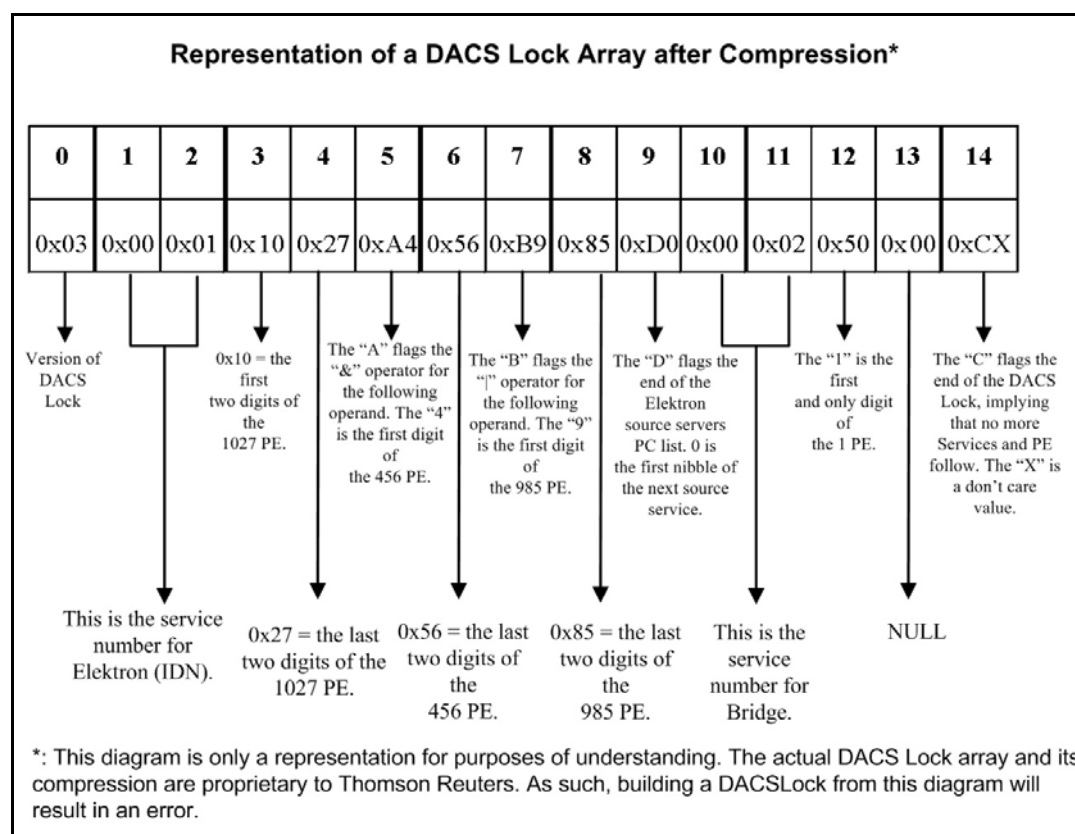 Representation of a DACS Lock Array after Compression*
0 1 2 3 4 5 6 7 8 9 10 11 12 13 14
0x03 0x00 0x01 0x10 0x27 0xA4 0x56 0xB9 0x85 0xD0 0x00 0x02 0x50 0x00 0xCX
Version of
DACS
Lock
0x10 = the
first
two digits of
the
1027 PE.
The “A” flags the
“&” operator for
the following
operand. The “4”
is the first digit
of
the 456 PE.
The “B” flags the
“|” operator for
the following
operand. The “9”
is the first digit
of
the 985 PE.
The “D” flags the
end of the
Elektron
source servers
PC list. 0 is
the first nibble of
the next source
service.
The “1” is the
first
and only digit
of
the 1 PE.
The “C” flags the
end of the DACS
Lock, implying
that no more
Services and PE
follow. The “X” is
a don’t care
value.
This is the service
number for
Elektron (IDN).
0x27 = the last
two digits of the
1027 PE.
0x56 = the last
two digits of
the
456 PE.
0x85 = the last
two digits of
the
985 PE.
This is the
service
number for
Bridge.
NULL
*: This diagram is only a representation for purposes of understanding. The actual DACS Lock array and its
compression are proprietary to Thomson Reuters. As such, building a DACSLock from this diagram will
result in an error.